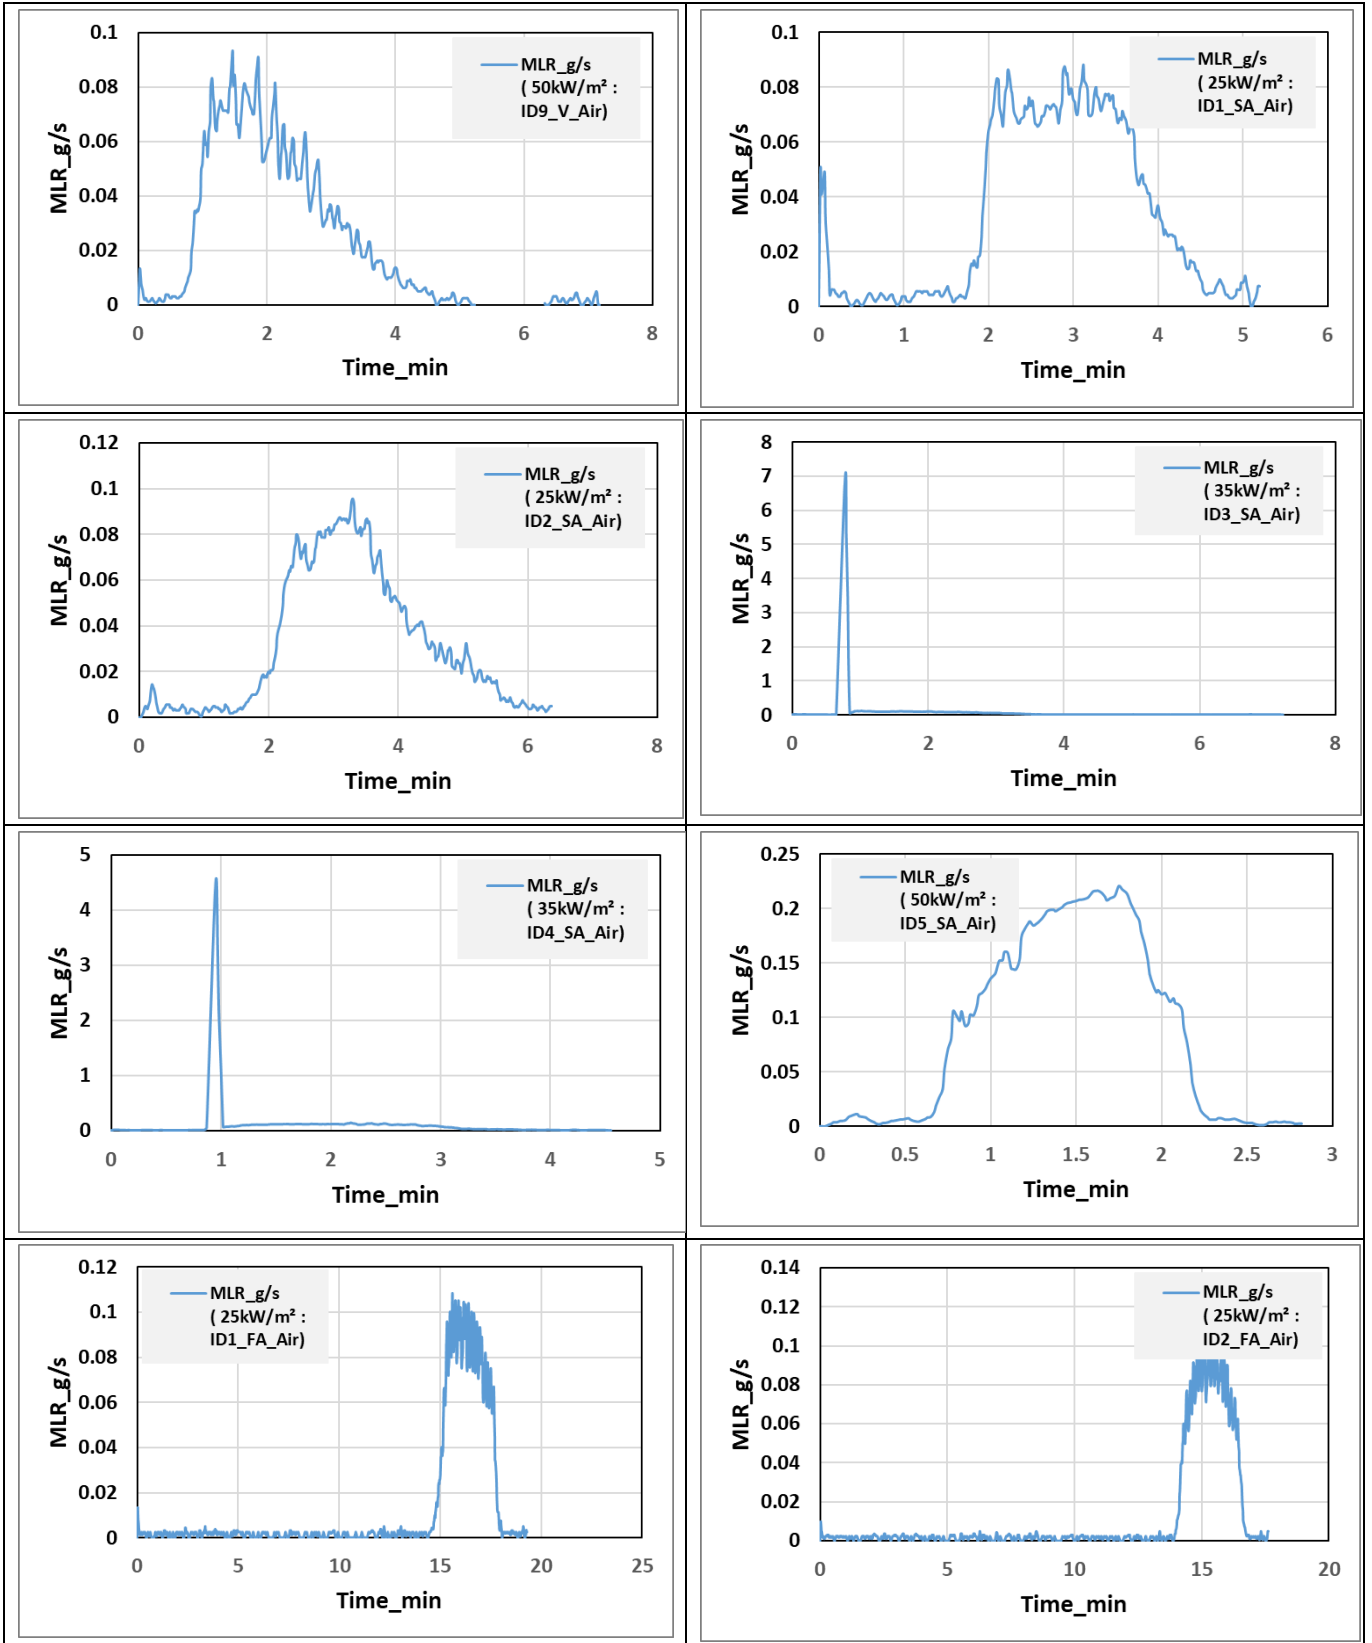 0.1
0.08
0.06
0.04
0.02
0
0 2 4 6 8
MLR_g/s
Time_min
MLR_g/s
( 50kW/m² :
ID9_V_Air)
0.1
0.08
0.06
0.04
0.02
0
0 1 2 3 4 5 6
MLR_g/s
Time_min
MLR_g/s
( 25kW/m² :
ID1_SA_Air)
0.12
0.1
0.08
0.06
0.04
0.02
0
0 2 4 6 8
MLR_g/s
Time_min
MLR_g/s
( 25kW/m² :
ID2_SA_Air)
8
7
6
5
4
3
2
1
0
0 2 4 6 8
MLR_g/s
Time_min
MLR_g/s
( 35kW/m² :
ID3_SA_Air)
5
4
3
2
1
0
0 1 2 3 4 5
MLR_g/s
Time_min
MLR_g/s
( 35kW/m² :
ID4_SA_Air)
0.25
0.2
0.15
0.1
0.05
0
0 0.5 1 1.5 2 2.5 3
MLR_g/s
Time_min
MLR_g/s
( 50kW/m² :
ID5_SA_Air)
0.12
0.1
0.08
0.06
0.04
0.02
0
0 5 10 15 20 25
MLR_g/s
Time_min
MLR_g/s
( 25kW/m² :
ID1_FA_Air)
0.14
0.12
0.1
0.08
0.06
0.04
0.02
0
0 5 10 15 20
MLR_g/s
Time_min
MLR_g/s
( 25kW/m² :
ID2_FA_Air)